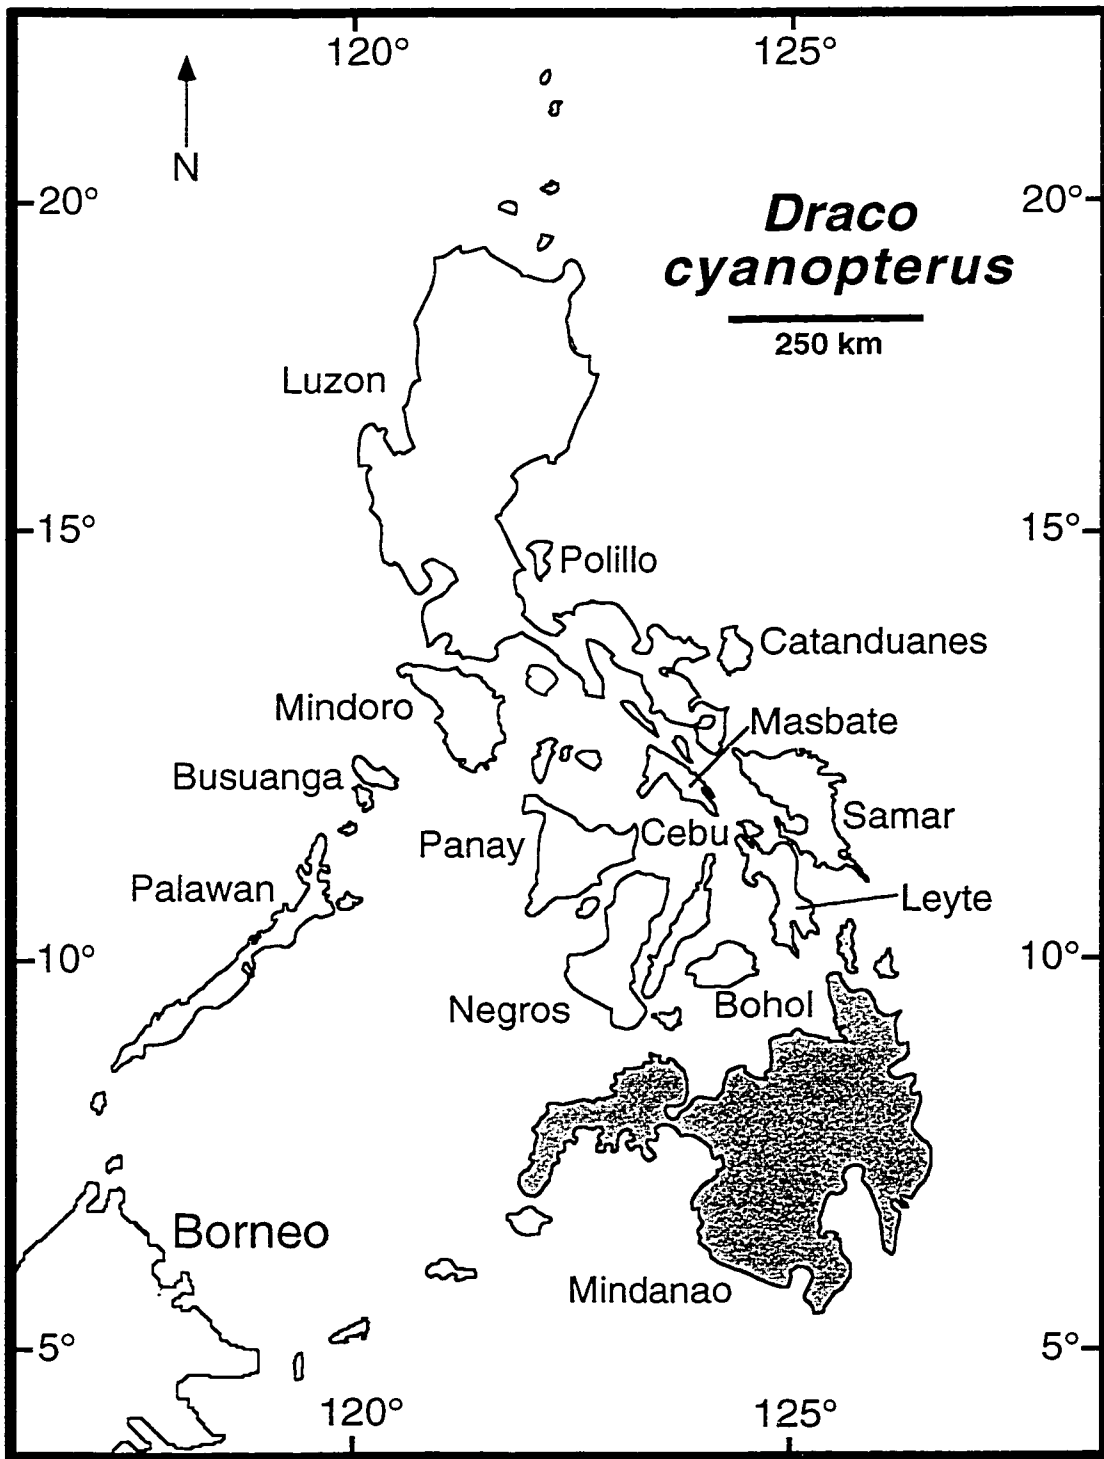 120° 125°
N
20° 20°
Draco
cyanopterus
250 km
Luzon
15° 15°
Polillo
Catanduanes
Mindoro
Masbate
Busuanga
Samar
Cebu
Panay
Palawan
Leyte
10° 10°
Negros
Bohol
Borneo
Mindanao
5° 5°
120° 125°